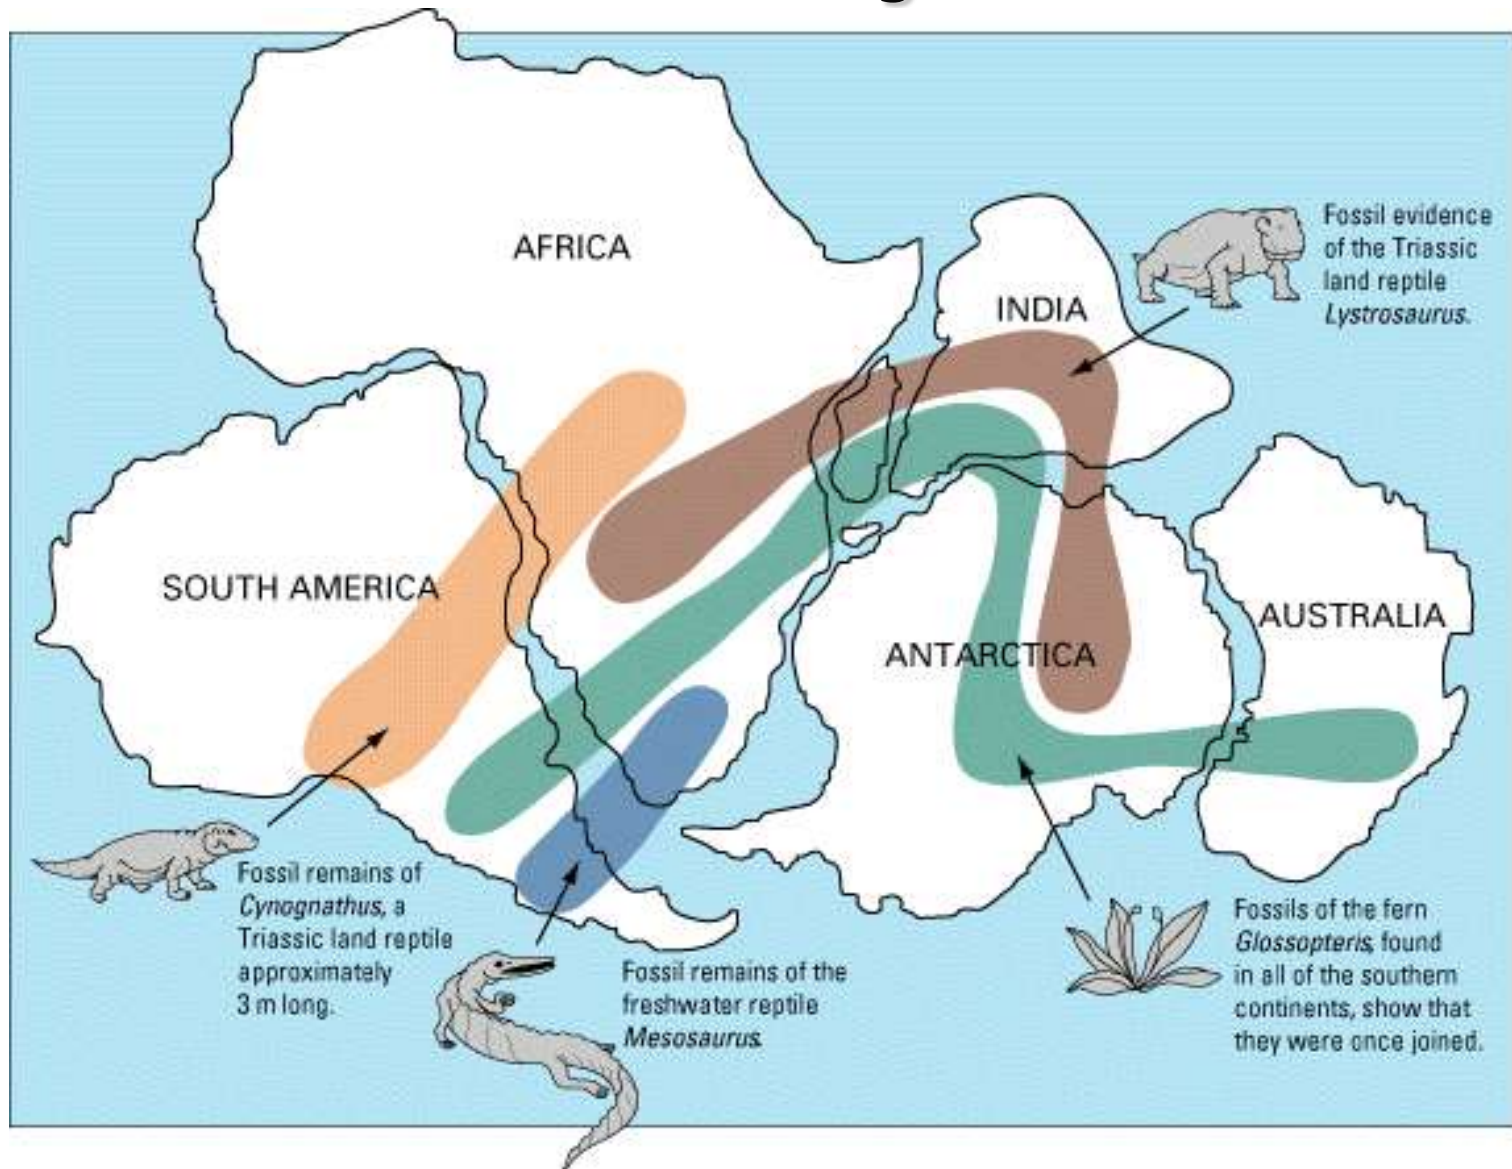 AFRICA
INDIA
Fossil evidence
of the Triassic
land reptile
Lystrosaurus.
SOUTH AMERICA
AUSTRALIA
ANTARCTICA
Fossil remains of
Cynognathus, a
Triassic land reptile
approximately
3 m long.
Fossil remains of the
freshwater reptile
Mesosaurus.
Fossils of the fern
Glossopteris, found
in all of the southern
continents, show that
they were once joined.